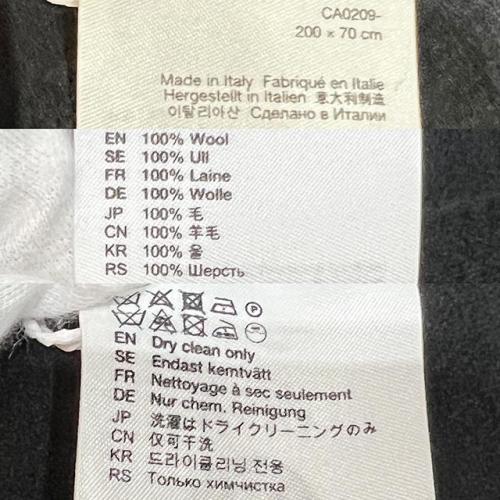 CA0209-
200 x 70 cm
Made in Italy Fabriqué en Italie
Hergestellt in Italien 意大利制造
이탈리아산 Сделано в Италии
EN 100% Wool
SE 100% Ull
FR 100% Laine
DE 100% Wolle
JP 100% 毛
CN 100% 羊毛
KR 100% 울
RS 100% Шерсть
P
EN Dry clean only
SE Endast kemtvätt
FR Nettoyage à sec seulement
DE Nur chem. Reinigung
JP 洗濯はドライクリーニングのみ
CN 仅可干洗
KR 드라이클리닝 전용
RS Только химчистка